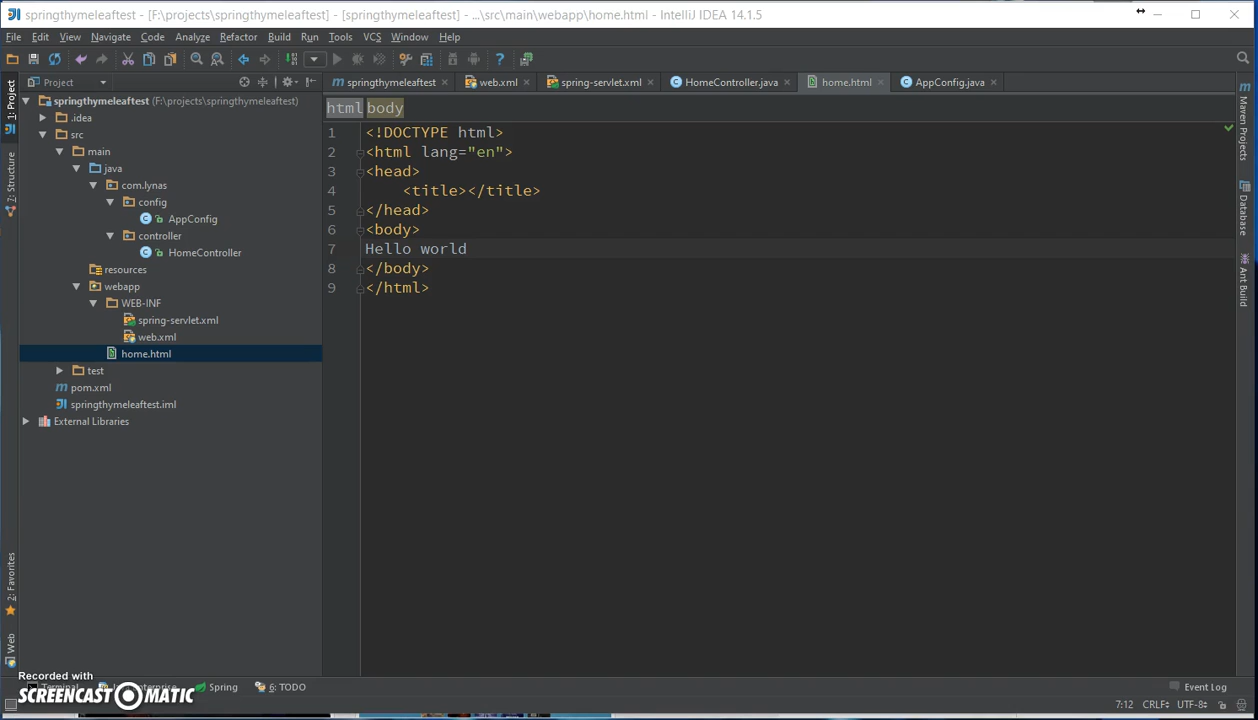 springthymeleaftest - [F:\projects\springthymeleaftest] - [springthymeleaftest] - ...\src\main\webapp\home.html - IntelliJ IDEA 14.1.5
File Edit View Navigate Code Analyze Refactor Build Run Tools VCS Window Help
Project
springthymeleaftest web.xml spring-servlet.xml HomeController.java home.html AppConfig.java
1: Project
7: Structure
2: Favorites
Web
springthymeleaftest (F:\projects\springthymeleaftest)
.idea
src
main
java
com.lynas
config
AppConfig
controller
HomeController
resources
webapp
WEB-INF
spring-servlet.xml
web.xml
home.html
test
pom.xml
springthymeleaftest.iml
External Libraries
html body
1 <!DOCTYPE html>
2 <html lang="en">
3 <head>
4 <title></title>
5 </head>
6 <body>
7 Hello world
8 </body>
9 </html>
Maven Projects
Database
Ant Build
Recorded with
SCREENCAST MATIC
Terminal Spring 6: TODO
Event Log
7:12 CRLF UTF-8